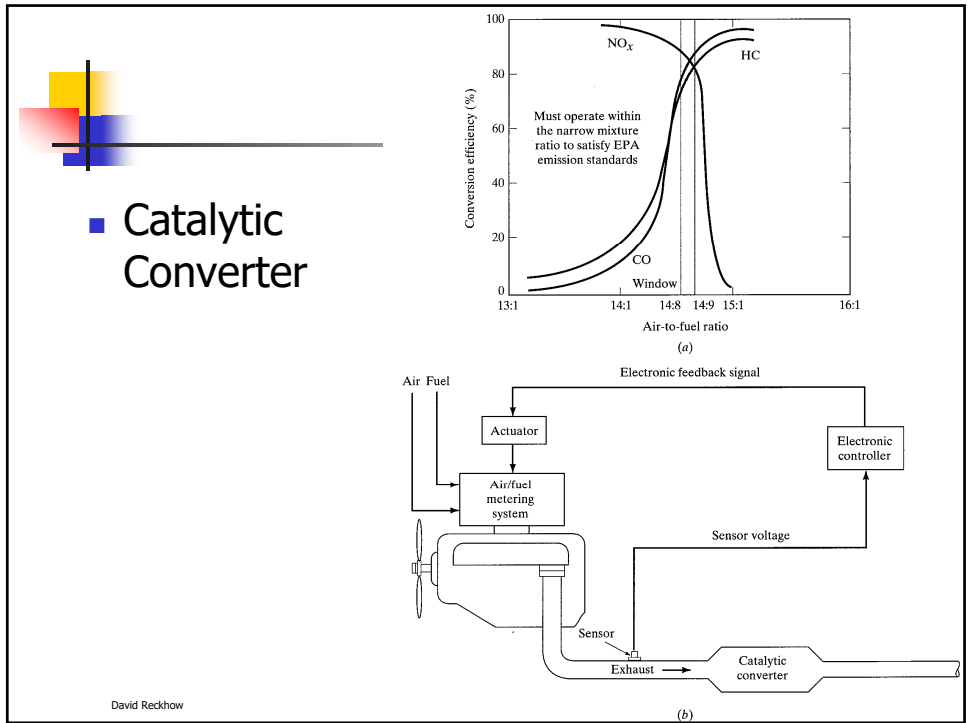 Catalytic
Converter
100
80
60
40
20
0
Conversion efficiency (%)
NOx
HC
Must operate within
the narrow mixture
ratio to satisfy EPA
emission standards
CO
Window
13:1 14:1 14:8 14:9 15:1 16:1
Air-to-fuel ratio
(a)
Electronic feedback signal
Air Fuel
Actuator
Electronic
controller
Air/fuel
metering
system
Sensor voltage
Sensor
Exhaust
Catalytic
converter
(b)
David Reckhow